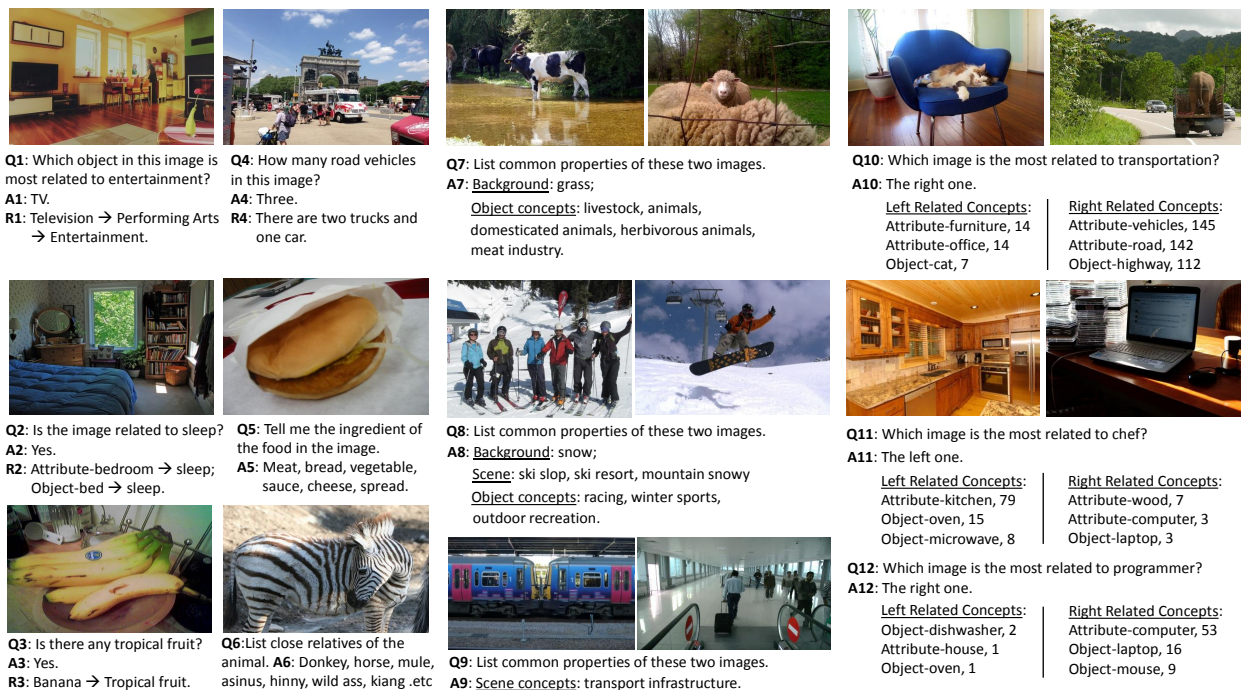 Q1: Which object in this image is
most related to entertainment?
A1: TV.
R1: Television → Performing Arts
→ Entertainment.
Q4: How many road vehicles
in this image?
A4: Three.
R4: There are two trucks and
one car.
Q2: Is the image related to sleep?
A2: Yes.
R2: Attribute-bedroom → sleep;
Object-bed → sleep.
Q5: Tell me the ingredient of
the food in the image.
A5: Meat, bread, vegetable,
sauce, cheese, spread.
Q3: Is there any tropical fruit?
A3: Yes.
R3: Banana → Tropical fruit.
Q6:List close relatives of the
animal. A6: Donkey, horse, mule,
asinus, hinny, wild ass, kiang .etc
Q7: List common properties of these two images.
A7: Background: grass;
Object concepts: livestock, animals,
domesticated animals, herbivorous animals,
meat industry.
Q8: List common properties of these two images.
A8: Background: snow;
Scene: ski slop, ski resort, mountain snowy
Object concepts: racing, winter sports,
outdoor recreation.
Q9: List common properties of these two images.
A9: Scene concepts: transport infrastructure.
Q10: Which image is the most related to transportation?
A10: The right one.
Left Related Concepts:
Attribute-furniture, 14
Attribute-office, 14
Object-cat, 7
Right Related Concepts:
Attribute-vehicles, 145
Attribute-road, 142
Object-highway, 112
Q11: Which image is the most related to chef?
A11: The left one.
Left Related Concepts:
Attribute-kitchen, 79
Object-oven, 15
Object-microwave, 8
Right Related Concepts:
Attribute-wood, 7
Attribute-computer, 3
Object-laptop, 3
Q12: Which image is the most related to programmer?
A12: The right one.
Left Related Concepts:
Object-dishwasher, 2
Attribute-house, 1
Object-oven, 1
Right Related Concepts:
Attribute-computer, 53
Object-laptop, 16
Object-mouse, 9